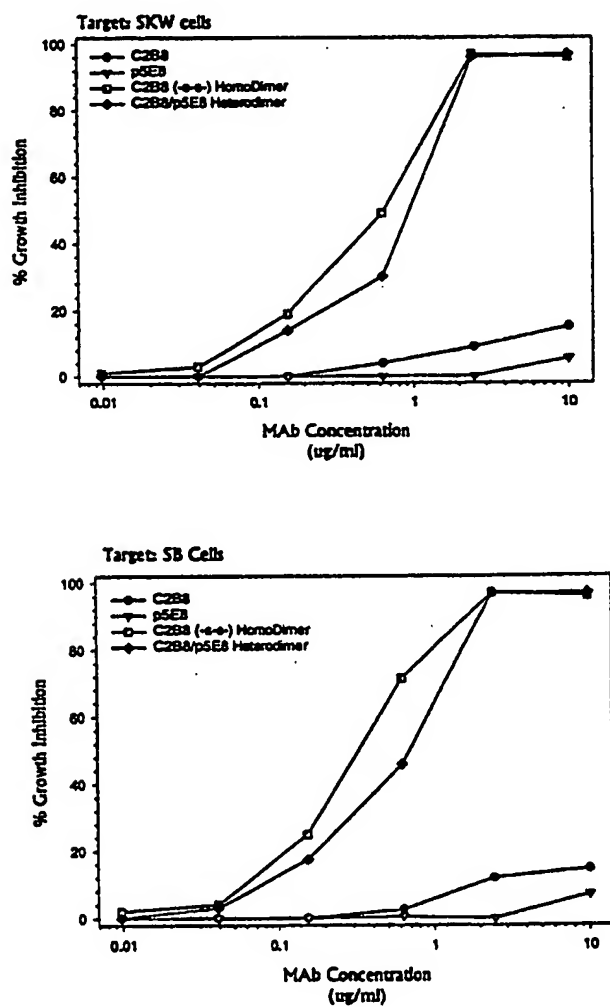 Target: SKW cells
C2B8
p5E8
C2B8 (-s-s-) HomoDimer
C2B8/p5E8 Heterodimer
% Growth Inhibition
100
80
60
40
20
0
0.01
0.1
1
10
MAb Concentration
(ug/ml)
Target: SB Cells
C2B8
p5E8
C2B8 (-s-s-) HomoDimer
C2B8/p5E8 Heterodimer
% Growth Inhibition
100
80
60
40
20
0
0.01
0.1
1
10
MAb Concentration
(ug/ml)